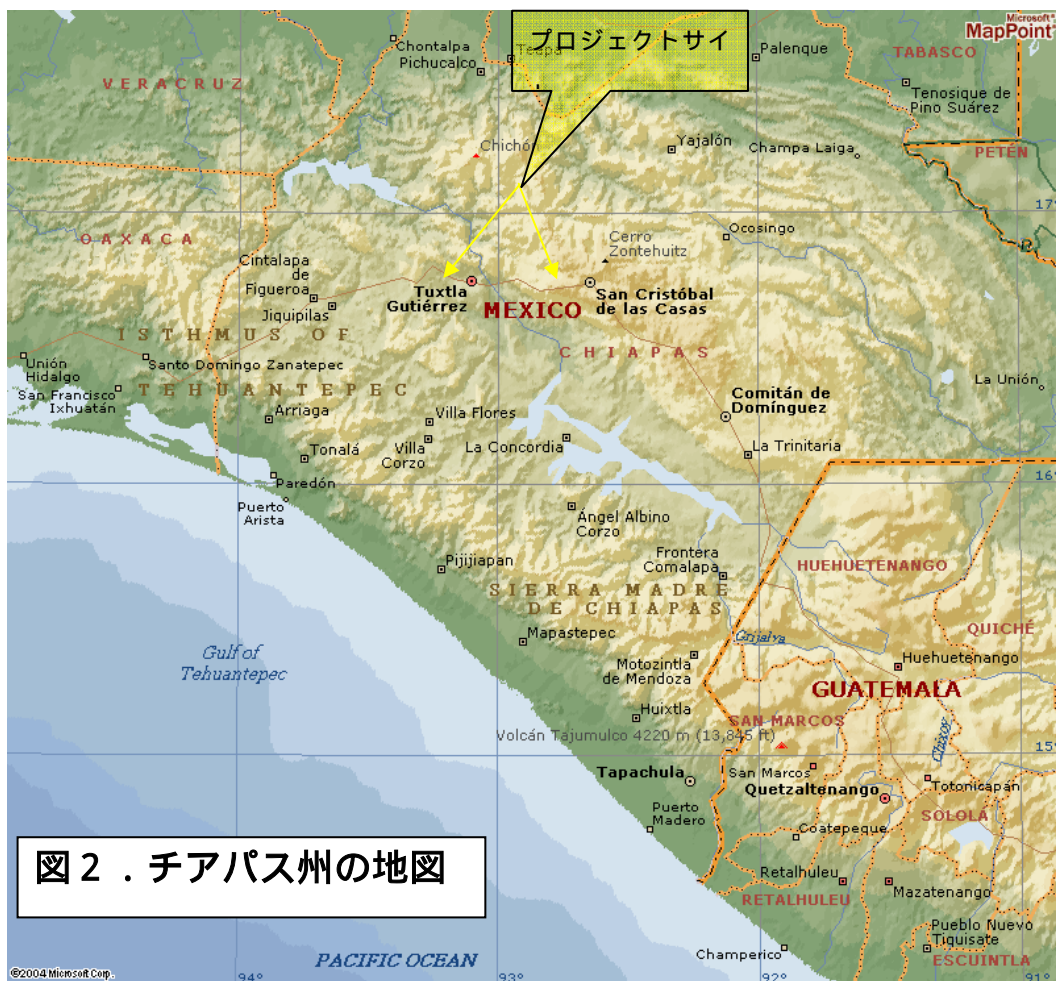 Microsoft®
MapPoint®
プロジェクトサイ
Chontalpa
Pichucalco
Teapa
Palenque
TABASCO
VERACRUZ
Tenosique de
Pino Suárez
Chichón
Yajalón
Champa Laiga
PETÉN
17°
OAXACA
Cerro
Zontehuitz
Ocosingo
Cintalapa
de
Figueroa
Jiquipilas
Tuxtla
Gutiérrez
MEXICO
San Cristóbal
de las Casas
ISTHMUS OF
TEHUANTEPEC
CHIAPAS
Unión
Hidalgo
Santo Domingo Zanatepec
San Francisco
Ixhuatán
La Unión
Comitán de
Domínguez
Arriaga
Villa Flores
Tonalá
Villa
Corzo
La Concordia
La Trinitaria
Paredón
16°
Puerto
Arista
Ángel Albino
Corzo
Pijijiapan
Frontera
Comalapa
HUEHUETENANGO
SIERRA MADRE
DE CHIAPAS
QUICHÉ
Mapastepec
Grijalva
Gulf of
Tehuantepec
Motozintla
de Mendoza
Huehuetenango
GUATEMALA
Huixtla
SAN MARCOS
Volcán Tajumulco 4220 m (13,845 ft)
Chixoy
15°
Tapachula
San Marcos
Quetzaltenango
Totonicapán
SOLOLÁ
Puerto
Madero
Coatepeque
図２．チアパス州の地図
Retalhuleu
RETALHULEU
Mazatenango
Pueblo Nuevo
Tiquisate
Champerico
ESCUINTLA
PACIFIC OCEAN
©2004 Microsoft Corp.
94°
93°
92°
91°